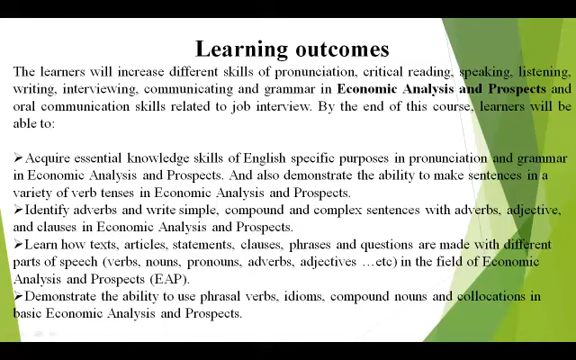 Learning outcomes
The learners will increase different skills of pronunciation, critical reading, speaking, listening,
writing, interviewing, communicating and grammar in Economic Analysis and Prospects and
oral communication skills related to job interview. By the end of this course, learners will be
able to:
➢Acquire essential knowledge skills of English specific purposes in pronunciation and grammar
in Economic Analysis and Prospects. And also demonstrate the ability to make sentences in a
variety of verb tenses in Economic Analysis and Prospects.
➢Identify adverbs and write simple, compound and complex sentences with adverbs, adjective,
and clauses in Economic Analysis and Prospects.
➢Learn how texts, articles, statements, clauses, phrases and questions are made with different
parts of speech (verbs, nouns, pronouns, adverbs, adjectives …etc) in the field of Economic
Analysis and Prospects (EAP).
➢Demonstrate the ability to use phrasal verbs, idioms, compound nouns and collocations in
basic Economic Analysis and Prospects.